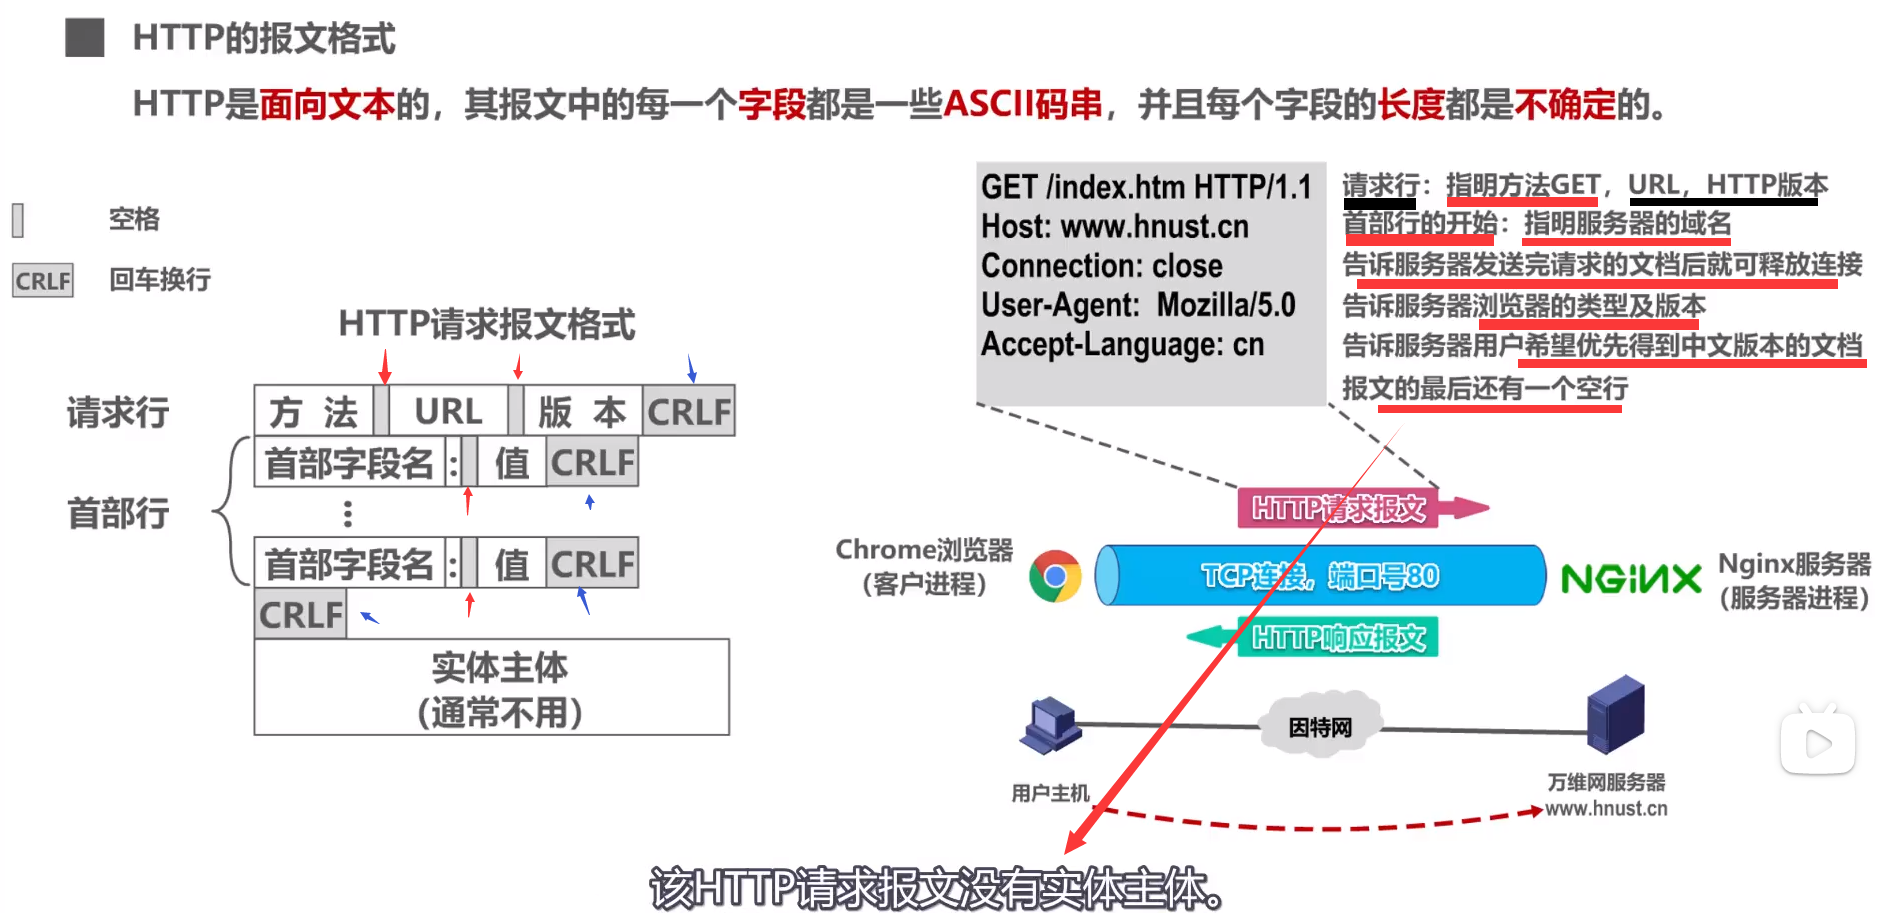 HTTP的报文格式
HTTP是面向文本的，其报文中的每一个字段都是一些ASCII码串，并且每个字段的长度都是不确定的。
空格
CRLF 回车换行
HTTP请求报文格式
请求行 方 法 URL 版 本 CRLF
首部行
首部字段名 : 值 CRLF
⋮
首部字段名 : 值 CRLF
CRLF
实体主体
（通常不用）
GET /index.htm HTTP/1.1 请求行：指明方法GET，URL，HTTP版本
Host: www.hnust.cn 首部行的开始：指明服务器的域名
Connection: close 告诉服务器发送完请求的文档后就可释放连接
User-Agent: Mozilla/5.0 告诉服务器浏览器的类型及版本
Accept-Language: cn 告诉服务器用户希望优先得到中文版本的文档
报文的最后还有一个空行
HTTP请求报文
Chrome浏览器
（客户进程）
TCP连接，端口号80
NGiNX
Nginx服务器
（服务器进程）
HTTP响应报文
因特网
用户主机
万维网服务器
www.hnust.cn
该HTTP请求报文没有实体主体。